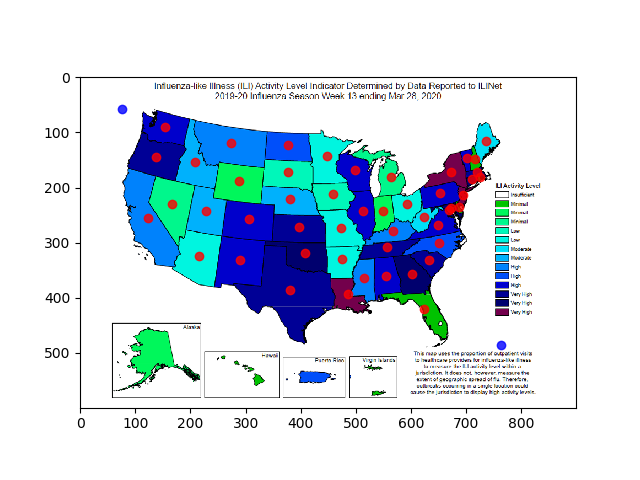 Influenza-like Illness (ILI) Activity Level Indicator Determined by Data Reported to ILINet
2019-20 Influenza Season Week 13 ending Mar 28, 2020
0
100
200
300
400
500
ILI Activity Level
Insufficient
Minimal
Minimal
Minimal
Low
Low
Moderate
Moderate
High
High
High
Very High
Very High
Very High
Alaska
Hawaii
Puerto Rico
Virgin Islands
This map uses the proportion of outpatient visits
to healthcare providers for influenza-like illness
to measure the ILI activity level within a
jurisdiction. It does not, however, measure the
extent of geographic spread of flu. Therefore,
outbreaks occurring in a single location could
cause the jurisdiction to display high activity levels.
0 100 200 300 400 500 600 700 800